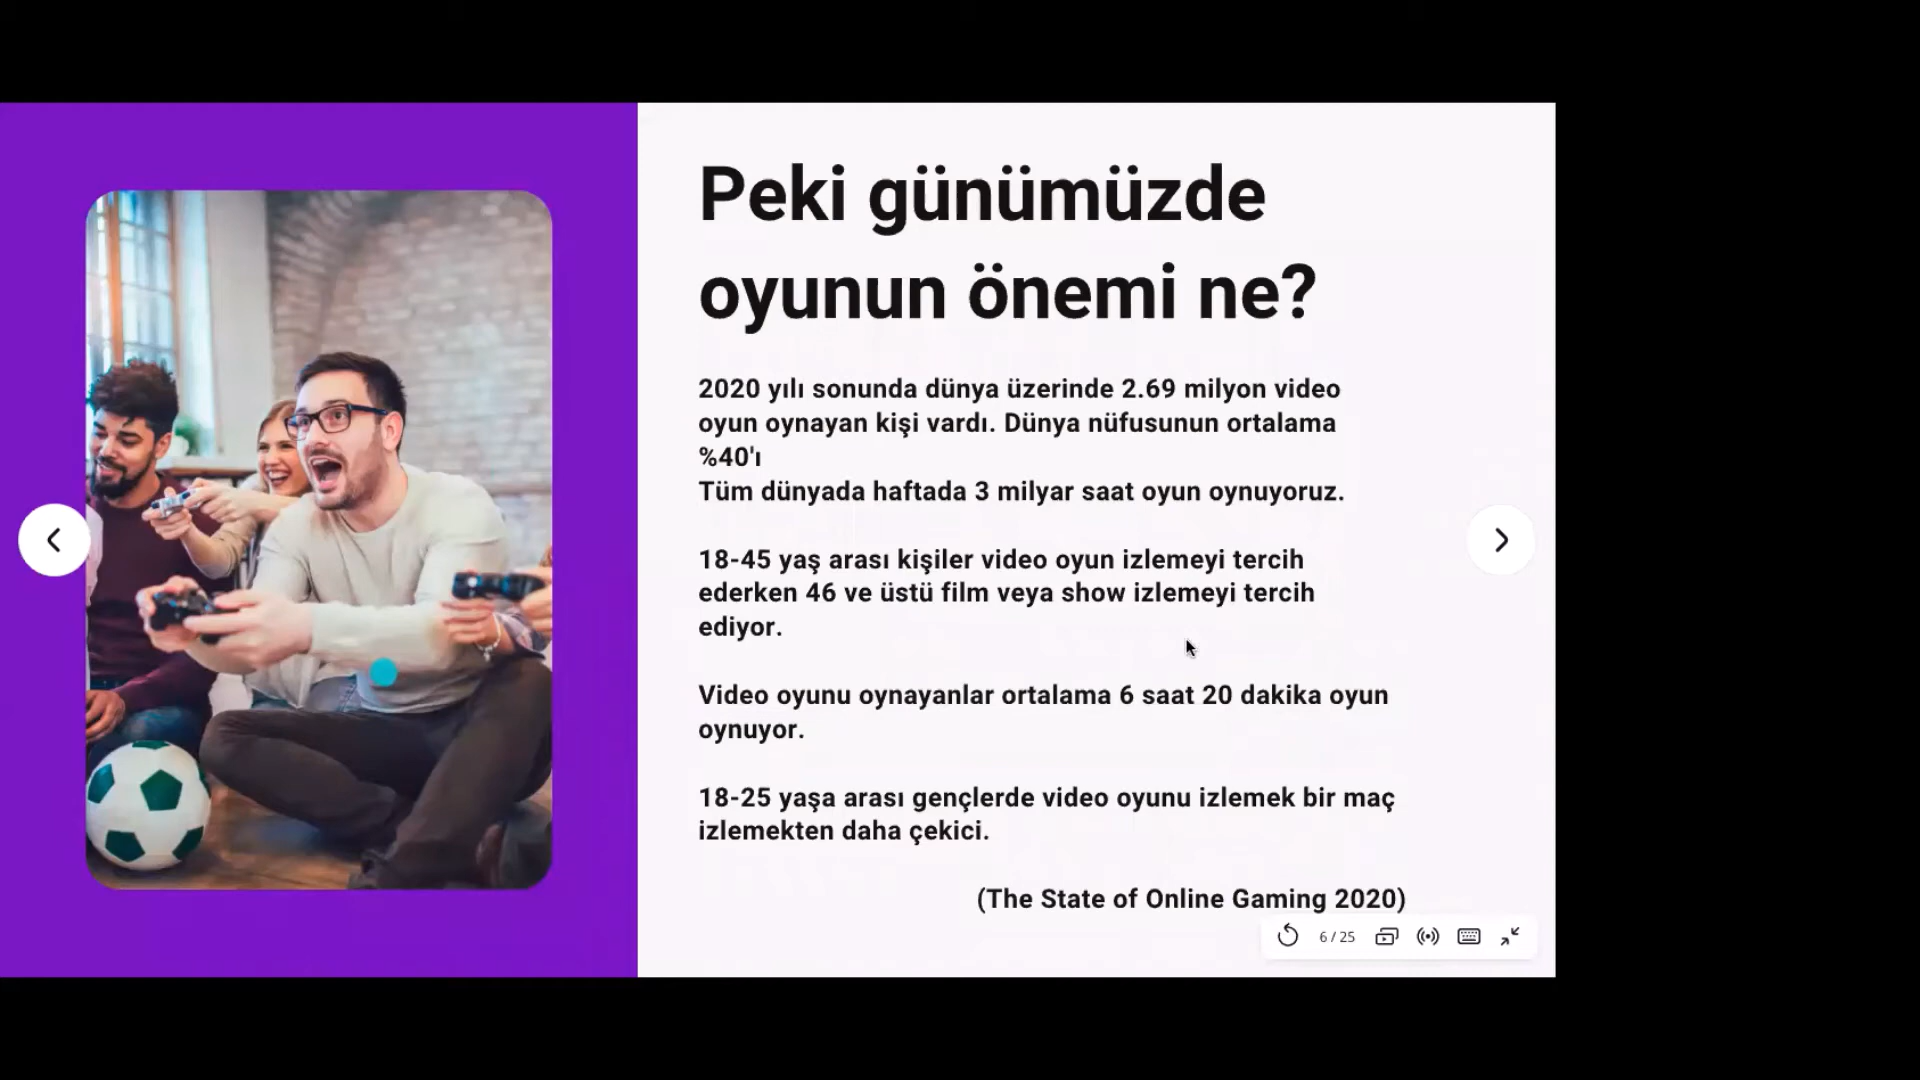 Peki günümüzde
oyunun önemi ne?
2020 yılı sonunda dünya üzerinde 2.69 milyon video
oyun oynayan kişi vardı. Dünya nüfusunun ortalama
%40'ı
Tüm dünyada haftada 3 milyar saat oyun oynuyoruz.
18-45 yaş arası kişiler video oyun izlemeyi tercih
ederken 46 ve üstü film veya show izlemeyi tercih
ediyor.
Video oyunu oynayanlar ortalama 6 saat 20 dakika oyun
oynuyor.
18-25 yaşa arası gençlerde video oyunu izlemek bir maç
izlemekten daha çekici.
(The State of Online Gaming 2020)
6 / 25